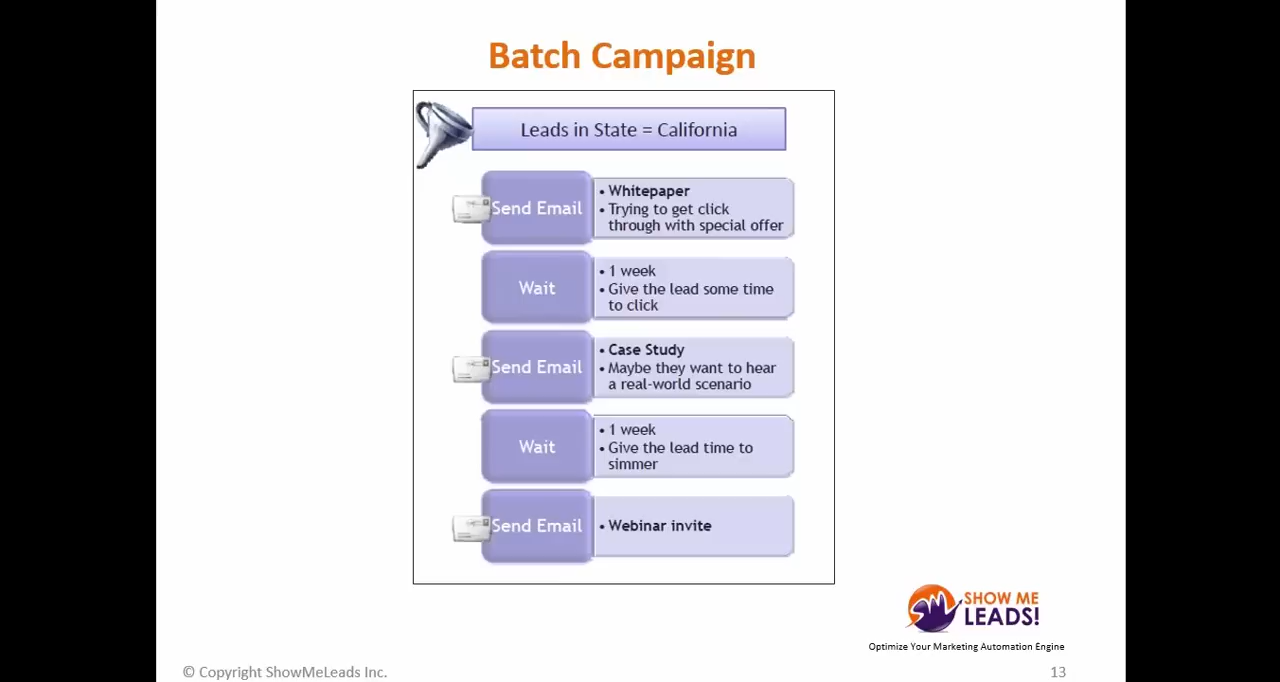 Batch Campaign
Leads in State = California
Send Email
• Whitepaper
• Trying to get click
through with special offer
Wait
• 1 week
• Give the lead some time
to click
Send Email
• Case Study
• Maybe they want to hear
a real-world scenario
Wait
• 1 week
• Give the lead time to
simmer
Send Email
• Webinar invite
SHOW ME
LEADS!
Optimize Your Marketing Automation Engine
© Copyright ShowMeLeads Inc.
13